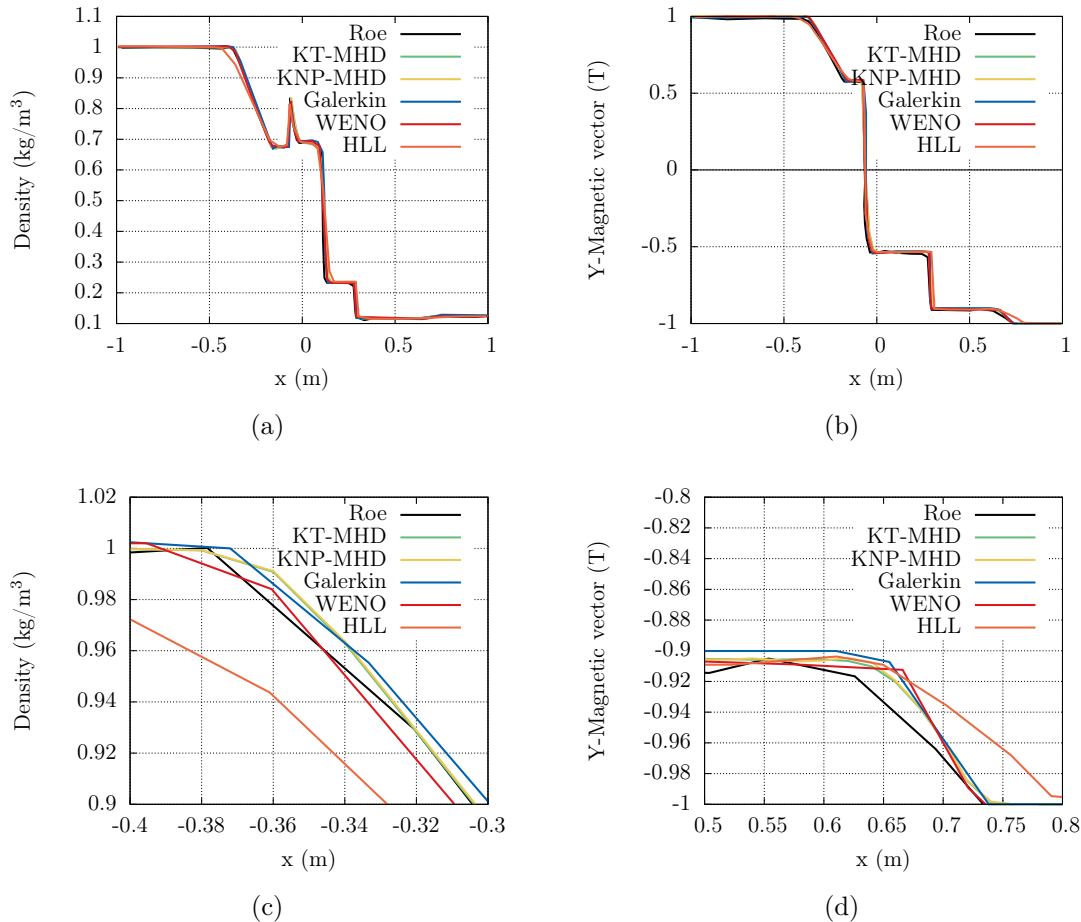 1.1
1
0.9
0.8
0.7
0.6
0.5
0.4
0.3
0.2
0.1
Density (kg/m³)
-1
-0.5
0
0.5
1
x (m)
Roe
KT-MHD
KNP-MHD
Galerkin
WENO
HLL
(a)
1
0.5
0
-0.5
-1
Y-Magnetic vector (T)
-1
-0.5
0
0.5
1
x (m)
Roe
KT-MHD
KNP-MHD
Galerkin
WENO
HLL
(b)
1.02
1
0.98
0.96
0.94
0.92
0.9
Density (kg/m³)
-0.4
-0.38
-0.36
-0.34
-0.32
-0.3
x (m)
Roe
KT-MHD
KNP-MHD
Galerkin
WENO
HLL
(c)
-0.8
-0.82
-0.84
-0.86
-0.88
-0.9
-0.92
-0.94
-0.96
-0.98
-1
Y-Magnetic vector (T)
0.5
0.55
0.6
0.65
0.7
0.75
0.8
x (m)
Roe
KT-MHD
KNP-MHD
Galerkin
WENO
HLL
(d)